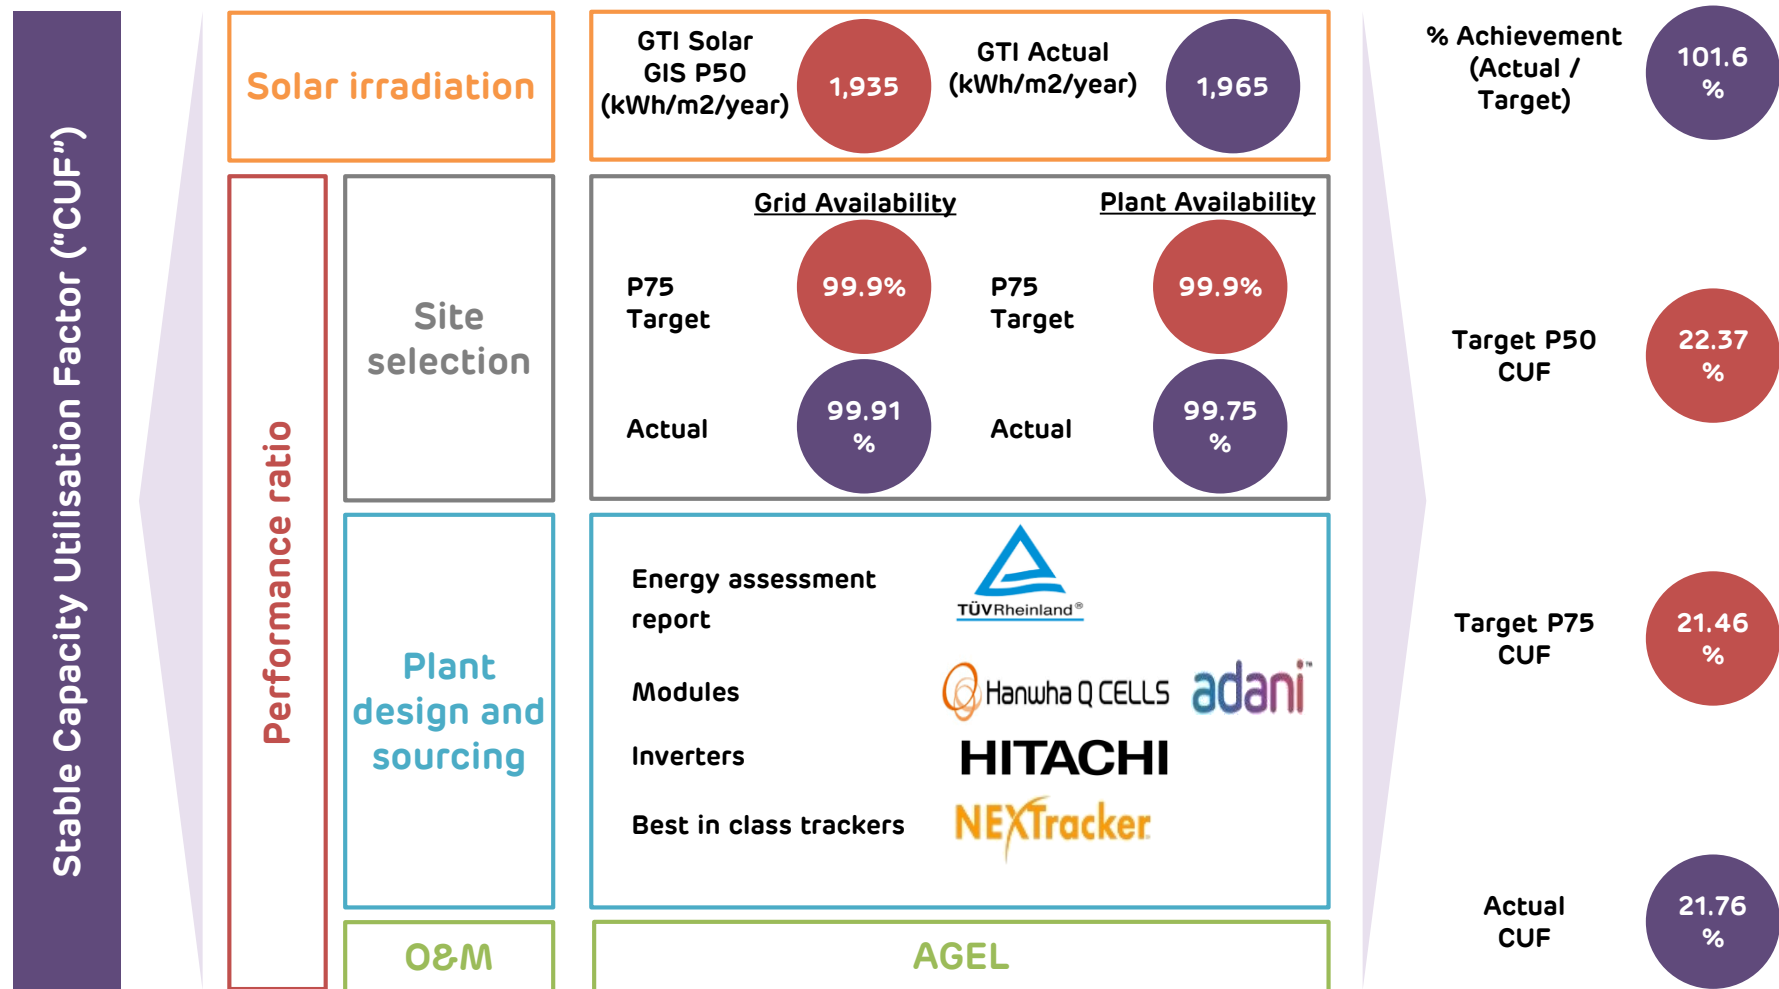 Stable Capacity Utilisation Factor ("CUF")
Solar irradiation
GTI Solar
GIS P50
(kWh/m2/year)
1,935
GTI Actual
(kWh/m2/year)
1,965
% Achievement
(Actual /
Target)
101.6
%
Performance ratio
Site
selection
Grid Availability
Plant Availability
P75
Target
99.9%
P75
Target
99.9%
Actual
99.91
%
Actual
99.75
%
Target P50
CUF
22.37
%
Plant
design and
sourcing
Energy assessment
report
TÜVRheinland®
Modules
Hanwha Q CELLS
adani™
Inverters
HITACHI
Best in class trackers
NEXTracker
Target P75
CUF
21.46
%
O&M
AGEL
Actual
CUF
21.76
%